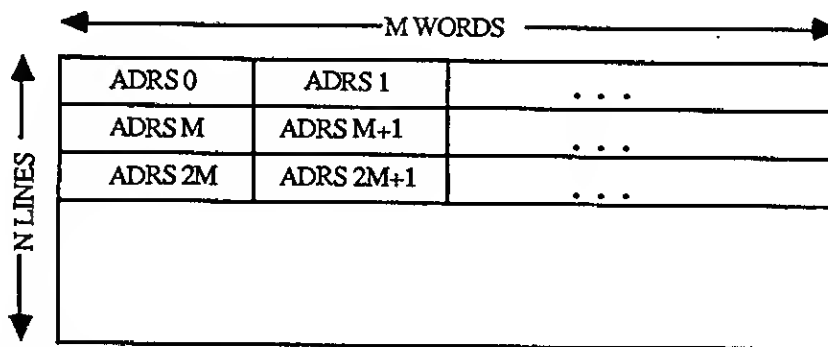 M WORDS
ADRS 0 ADRS 1 . . .
ADRS M ADRS M+1 . . .
ADRS 2M ADRS 2M+1 . . .
N LINES